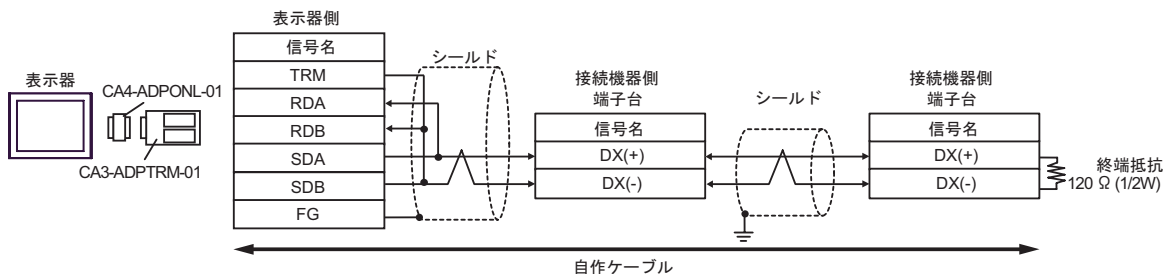 表示器
CA4-ADPONL-01
CA3-ADPTRM-01
表示器側
信号名
TRM
RDA
RDB
SDA
SDB
FG
シールド
接続機器側
端子台
信号名
DX(+)
DX(-)
シールド
接続機器側
端子台
信号名
DX(+)
DX(-)
終端抵抗
120 Ω (1/2W)
自作ケーブル